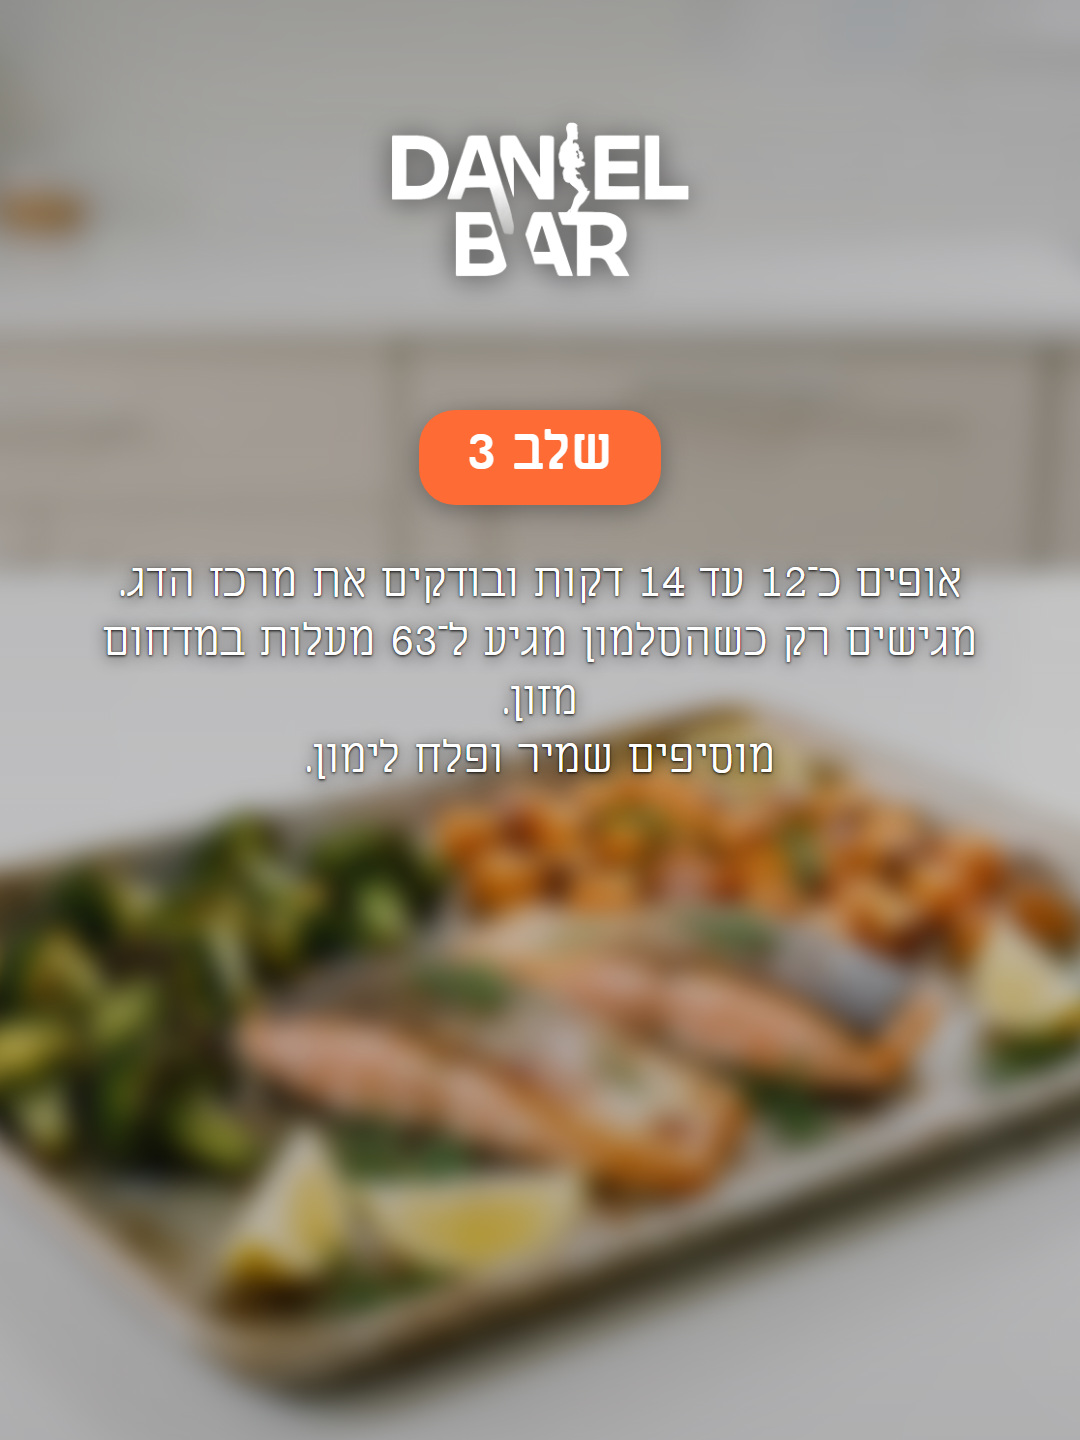 DANIEL
BAR
שלב 3
אופים כ־12 עד 14 דקות ובודקים את מרכז הדג.
מגישים רק כשהסלמון מגיע ל־63 מעלות במדחום
מזון.
מוסיפים שמיר ופלח לימון.